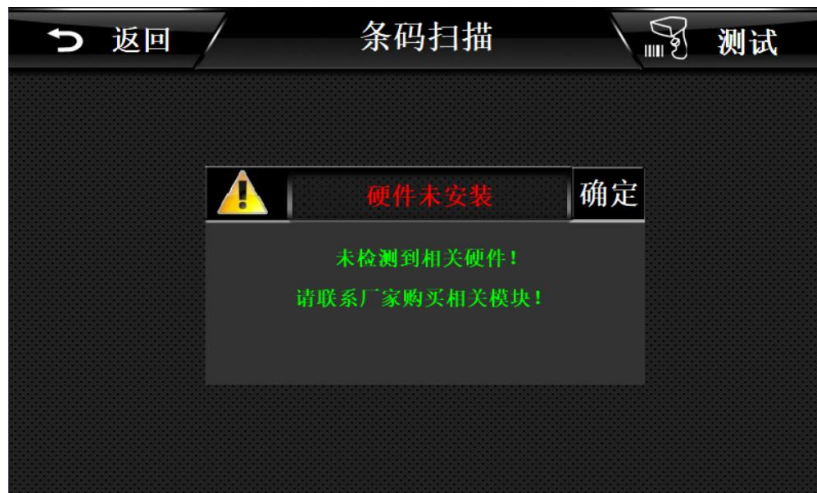 返回
条码扫描
测试
硬件未安装
确定
未检测到相关硬件！
请联系厂家购买相关模块！